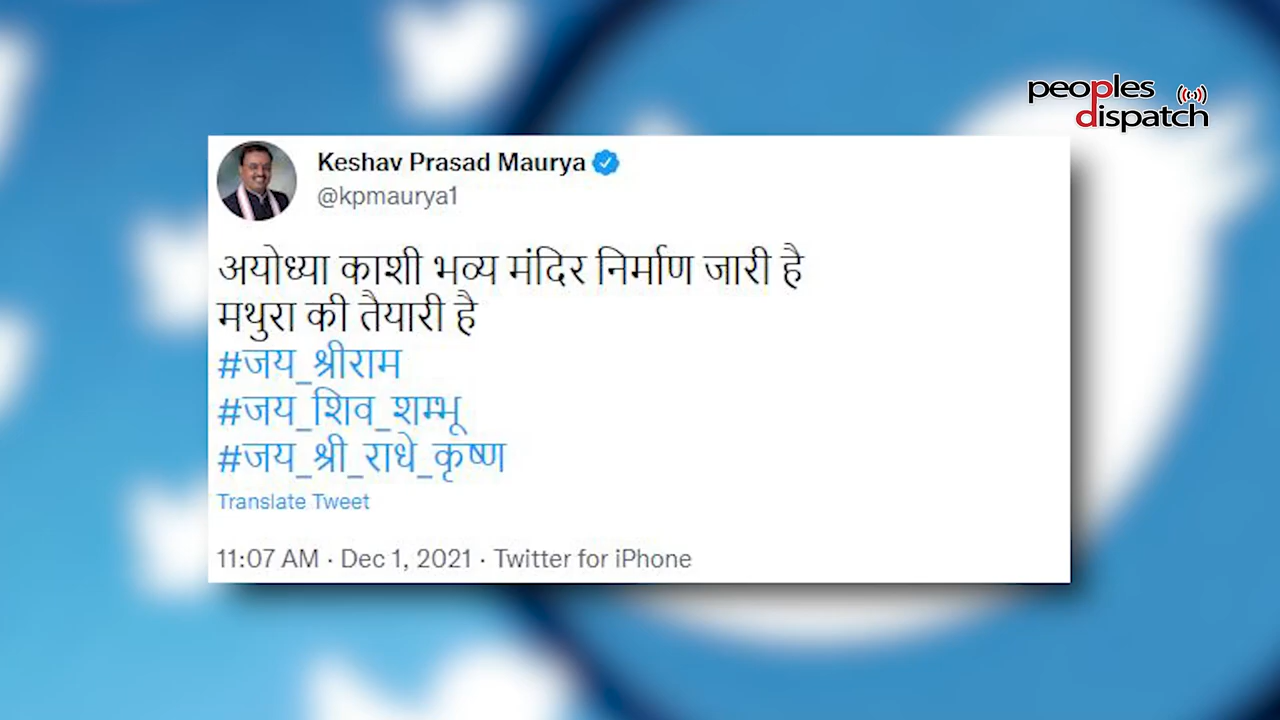 peoples
dispatch
Keshav Prasad Maurya
@kpmaurya1
अयोध्या काशी भव्य मंदिर निर्माण जारी है
मथुरा की तैयारी है
#जय_श्रीराम
#जय_शिव_शम्भू
#जय_श्री_राधे_कृष्ण
Translate Tweet
11:07 AM · Dec 1, 2021 · Twitter for iPhone